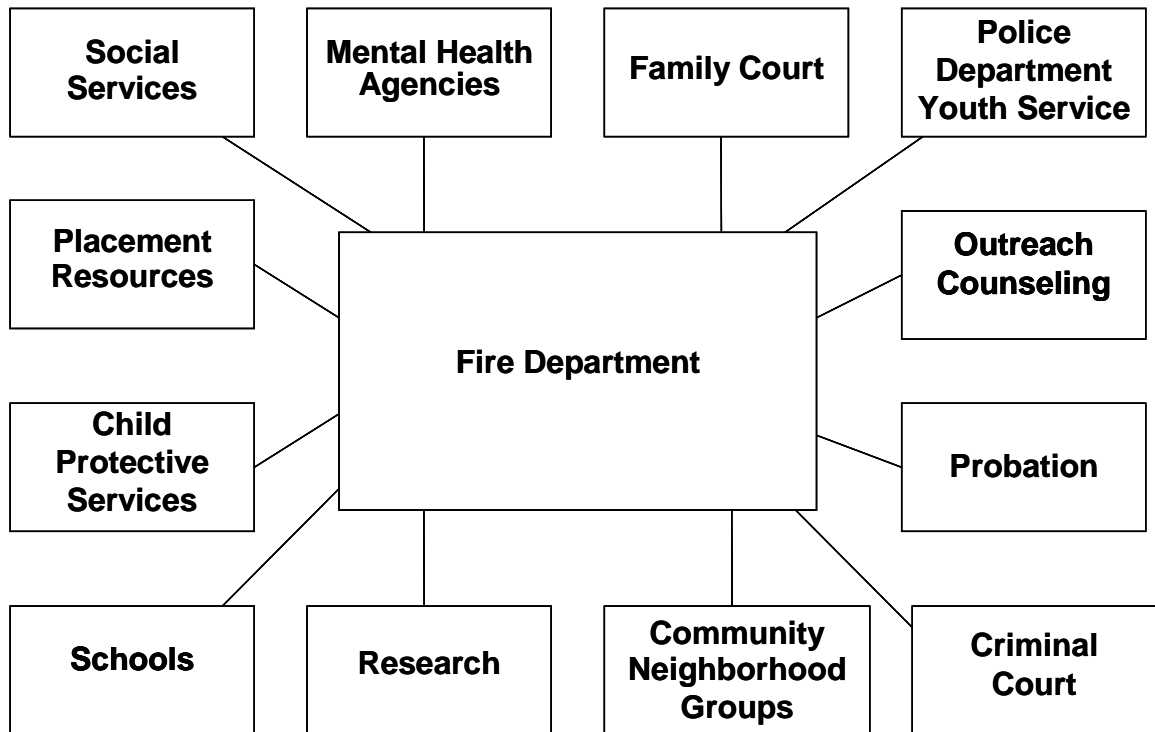 Social
Services
Mental Health
Agencies
Family Court
Police
Department
Youth Service
Placement
Resources
Outreach
Counseling
Fire Department
Child
Protective
Services
Probation
Schools
Research
Community
Neighborhood
Groups
Criminal
Court